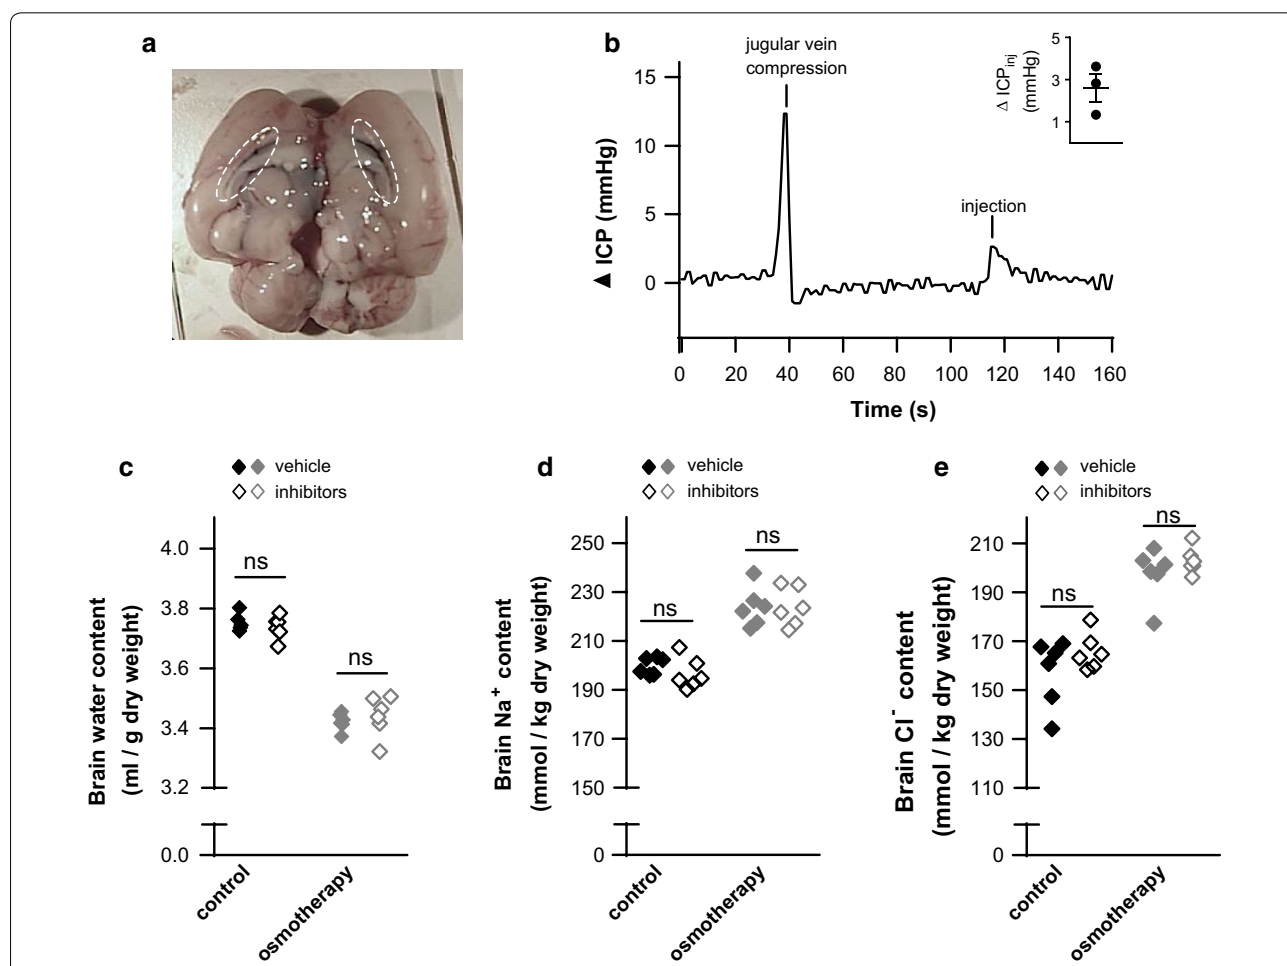 a
b
jugular vein
compression
injection
15
10
5
0
Δ ICP (mmHg)
0 20 40 60 80 100 120 140 160
Time (s)
5
3
1
Δ ICPinj
(mmHg)
c
vehicle
inhibitors
4.0
3.8
3.6
3.4
3.2
0.0
Brain water content
(ml / g dry weight)
ns
ns
control
osmotherapy
d
vehicle
inhibitors
250
230
210
190
170
150
0
Brain Na+ content
(mmol / kg dry weight)
ns
ns
control
osmotherapy
e
vehicle
inhibitors
210
190
170
150
130
110
0
Brain Cl- content
(mmol / kg dry weight)
ns
ns
control
osmotherapy